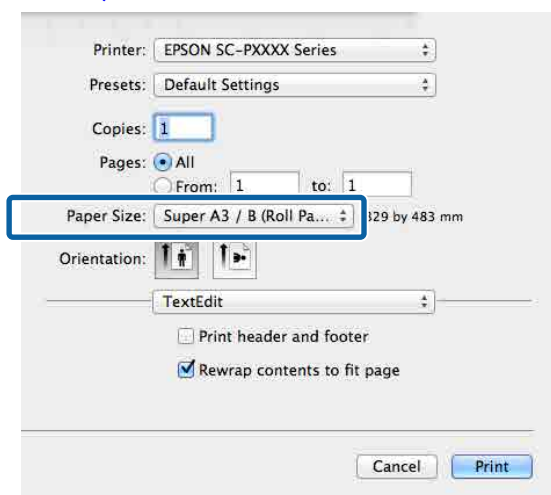 Printer: EPSON SC-PXXXX Series
Presets: Default Settings
Copies: 1
Pages: All
From: 1 to: 1
Paper Size: Super A3 / B (Roll Pa... 329 by 483 mm
Orientation:
TextEdit
Print header and footer
Rewrap contents to fit page
Cancel Print